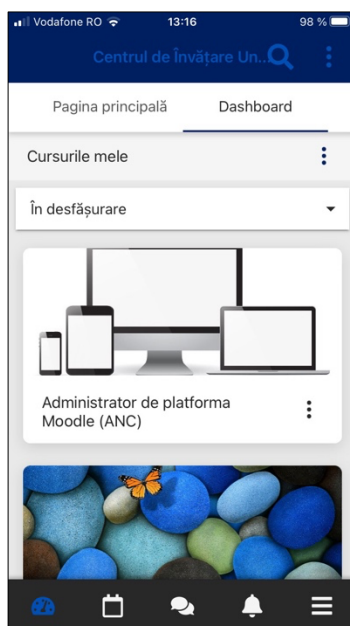 Vodafone RO 13:16 98 %
Centrul de Învățare Un..
Pagina principală Dashboard
Cursurile mele
În desfășurare
Administrator de platforma
Moodle (ANC)